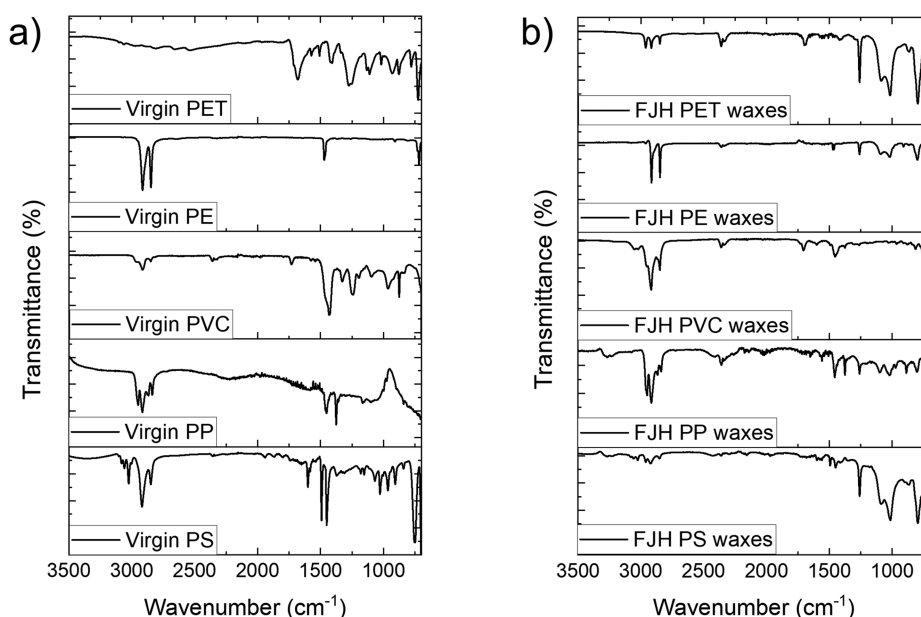 a)
Transmittance (%)
Virgin PET
Virgin PE
Virgin PVC
Virgin PP
Virgin PS
3500 3000 2500 2000 1500 1000
Wavenumber (cm⁻¹)
b)
Transmittance (%)
FJH PET waxes
FJH PE waxes
FJH PVC waxes
FJH PP waxes
FJH PS waxes
3500 3000 2500 2000 1500 1000
Wavenumber (cm⁻¹)